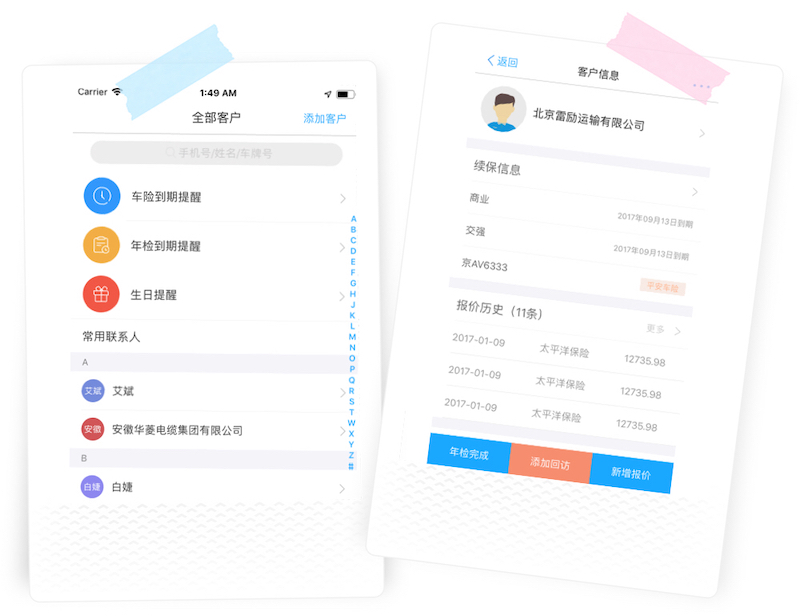 Carrier 1:49 AM
全部客户 添加客户
手机号/姓名/车牌号
车险到期提醒
年检到期提醒
生日提醒
常用联系人
A
艾斌 艾斌
安徽 安徽华菱电缆集团有限公司
B
白婕 白婕
A
B
C
D
E
F
G
H
J
K
L
M
N
O
P
Q
R
S
T
W
X
Y
Z
#
返回 客户信息
北京雷励运输有限公司
续保信息
商业 2017年09月13日到期
交强 2017年09月13日到期
京AV6333 平安车险
报价历史（11条） 更多
2017-01-09 太平洋保险 12735.98
2017-01-09 太平洋保险 12735.98
2017-01-09 太平洋保险 12735.98
年检完成 添加回访 新增报价